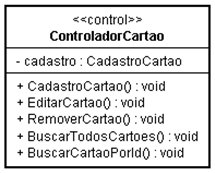 <<control>>
ControladorCartao
- cadastro : CadastroCartao
+ CadastroCartao() : void
+ EditarCartao() : void
+ RemoverCartao() : void
+ BuscarTodosCartoes() : void
+ BuscarCartaoPorId() : void